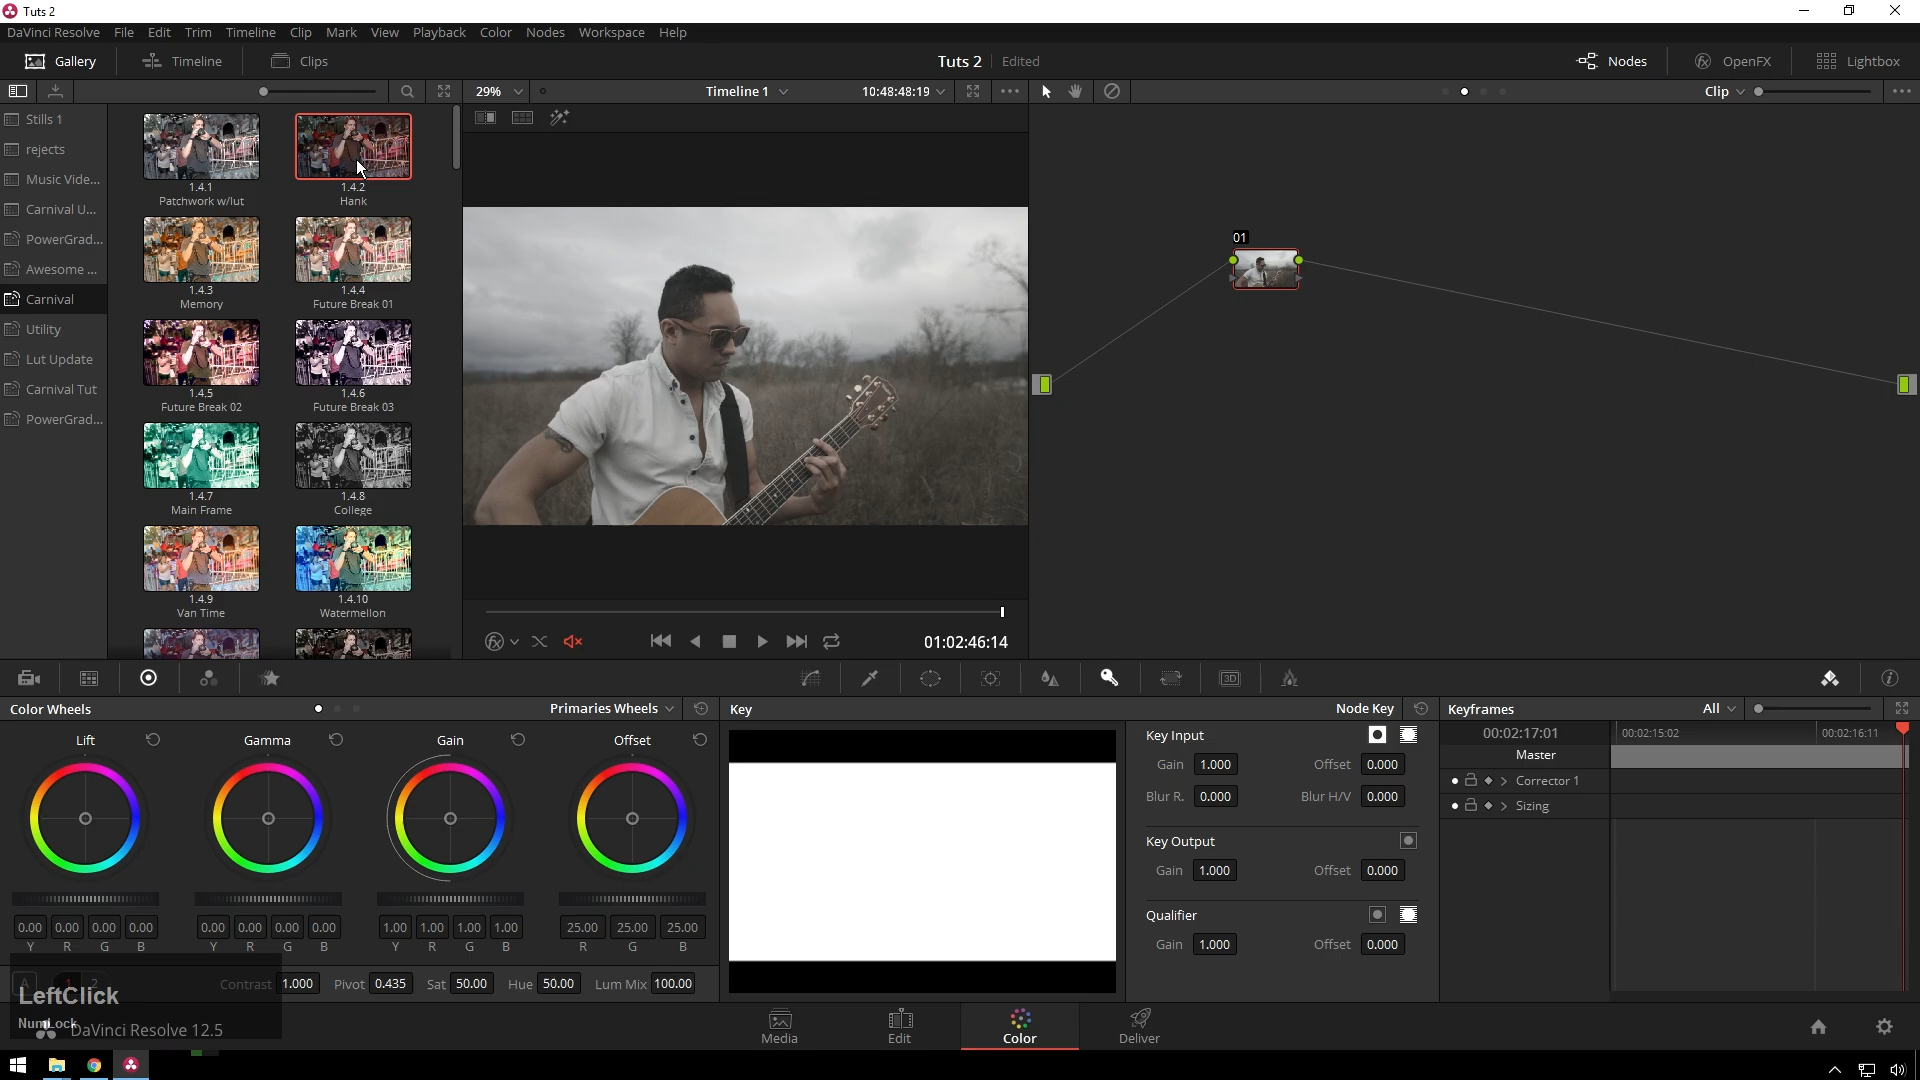 Tuts 2
DaVinci Resolve File Edit Trim Timeline Clip Mark View Playback Color Nodes Workspace Help
Gallery Timeline Clips Tuts 2 Edited Nodes OpenFX Lightbox
29% Timeline 1 10:48:48:19 Clip
Stills 1
rejects
Music Vide...
Carnival U...
PowerGrad...
Awesome ...
Carnival
Utility
Lut Update
Carnival Tut
PowerGrad...
1.4.1 1.4.2
Patchwork w/lut Hank
1.4.3 1.4.4
Memory Future Break 01
1.4.5 1.4.6
Future Break 02 Future Break 03
1.4.7 1.4.8
Main Frame College
1.4.9 1.4.10
Van Time Watermellon
01
01:02:46:14
3D
Color Wheels Primaries Wheels
Lift Gamma Gain Offset
0.00 0.00 0.00 0.00 0.00 0.00 0.00 0.00 1.00 1.00 1.00 1.00 25.00 25.00 25.00
Y R G B Y R G B Y R G B R G B
A 1 2 Contrast 1.000 Pivot 0.435 Sat 50.00 Hue 50.00 Lum Mix 100.00
Key Node Key
Key Input
Gain 1.000 Offset 0.000
Blur R. 0.000 Blur H/V 0.000
Key Output
Gain 1.000 Offset 0.000
Qualifier
Gain 1.000 Offset 0.000
Keyframes All
00:02:17:01 00:02:15:02 00:02:16:11
Master
Corrector 1
Sizing
LeftClick
NumLock
DaVinci Resolve 12.5
Media Edit Color Deliver